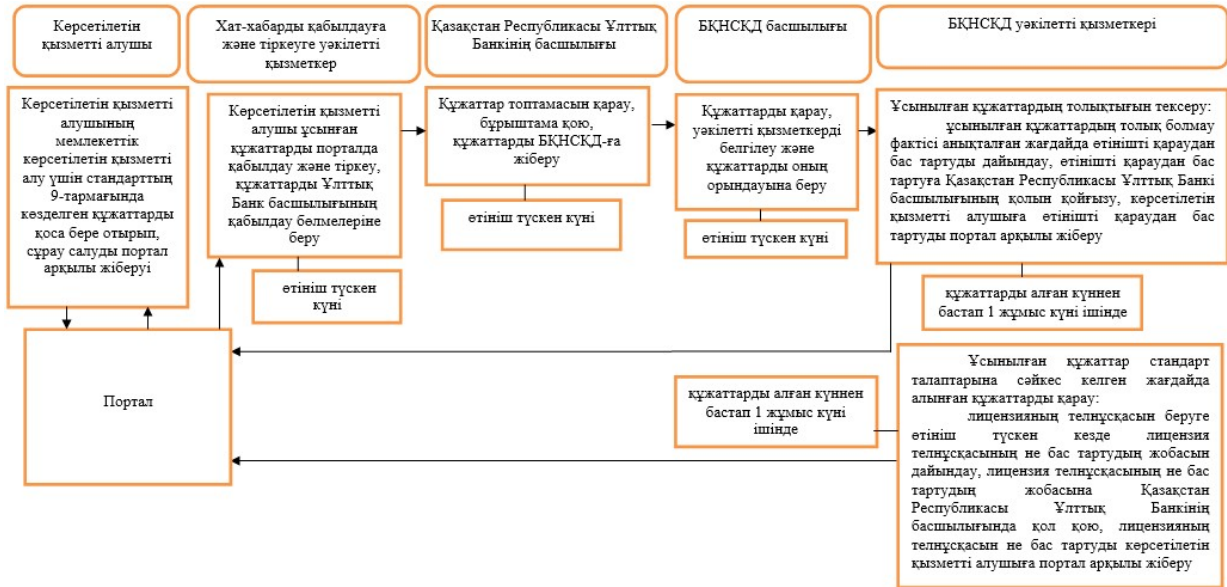 Көрсетілетін
қызметті алушы
Хат-хабарды қабылдауға
және тіркеуге уәкілетті
қызметкер
Қазақстан Республикасы Ұлттық
Банкінің басшылығы
БҚНСҚД басшылығы
БҚНСҚД уәкілетті қызметкері
Көрсетілетін қызметті
алушының
мемлекеттік
көрсетілетін қызметті
алу үшін стандарттың
9-тармағында
көзделген құжаттарды
қоса бере отырып,
сұрау салуды портал
арқылы жіберуі
Көрсетілетін қызметті
алушы ұсынған
құжаттарды порталда
қабылдау және тіркеу,
құжаттарды Ұлттық
Банк басшылығының
қабылдау бөлмелеріне
беру
өтініш түскен
күні
Құжаттар топтамасын қарау,
бұрыштама қою,
құжаттарды БҚНСҚД-ға
жіберу
өтініш түскен күні
Құжаттарды қарау,
уәкілетті қызметкерді
белгілеу және
құжаттарды оның
орындауына беру
өтініш түскен күні
Ұсынылған құжаттардың толықтығын тексеру:
ұсынылған құжаттардың толық болмау
фактісі анықталған жағдайда өтінішті қараудан
бас тартуды дайындау, өтінішті қараудан бас
тартуға Қазақстан Республикасы Ұлттық Банкі
басшылығының қолын қойғызу, көрсетілетін
қызметті алушыға өтінішті қараудан бас
тартуды портал арқылы жіберу
құжаттарды алған күннен
бастап 1 жұмыс күні ішінде
Портал
құжаттарды алған күннен
бастап 1 жұмыс күні
ішінде
Ұсынылған құжаттар стандарт
талаптарына сәйкес келген жағдайда
алынған құжаттарды қарау:
лицензияның телнұсқасын беруге
өтініш түскен кезде лицензия
телнұсқасының не бас тартудың жобасын
дайындау, лицензия телнұсқасының не бас
тартудың жобасына Қазақстан
Республикасы Ұлттық Банкінің
басшылығында қол қою, лицензияның
телнұсқасын не бас тартуды көрсетілетін
қызметті алушыға портал арқылы жіберу